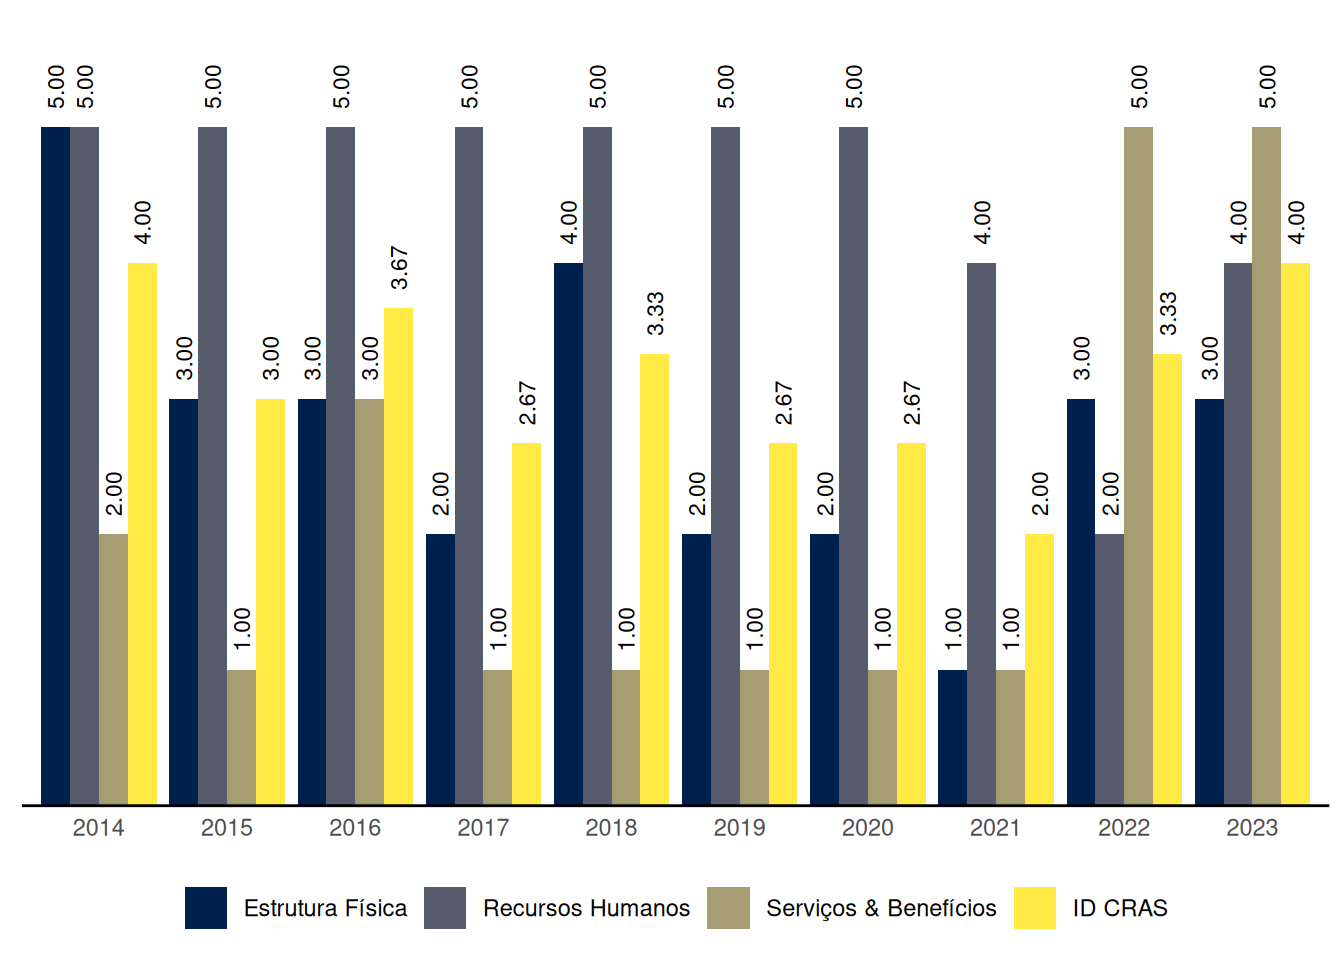 5.00 5.00 2.00 4.00
3.00 5.00 1.00 3.00
3.00 5.00 3.00 3.67
2.00 5.00 1.00 2.67
4.00 5.00 1.00 3.33
2.00 5.00 1.00 2.67
2.00 5.00 1.00 2.67
1.00 4.00 1.00 2.00
3.00 2.00 5.00 3.33
3.00 4.00 5.00 4.00
2014 2015 2016 2017 2018 2019 2020 2021 2022 2023
Estrutura Física Recursos Humanos Serviços & Benefícios ID CRAS